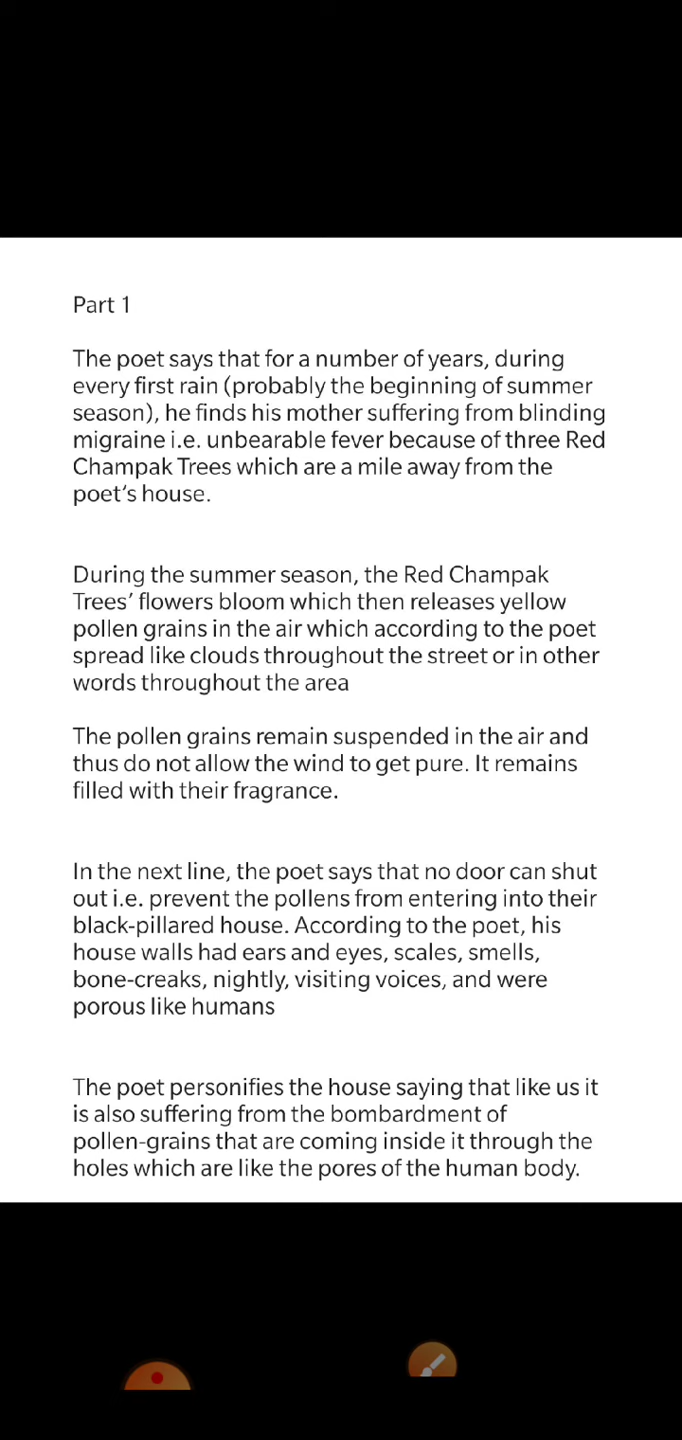 Part 1
The poet says that for a number of years, during
every first rain (probably the beginning of summer
season), he finds his mother suffering from blinding
migraine i.e. unbearable fever because of three Red
Champak Trees which are a mile away from the
poet's house.
During the summer season, the Red Champak
Trees' flowers bloom which then releases yellow
pollen grains in the air which according to the poet
spread like clouds throughout the street or in other
words throughout the area
The pollen grains remain suspended in the air and
thus do not allow the wind to get pure. It remains
filled with their fragrance.
In the next line, the poet says that no door can shut
out i.e. prevent the pollens from entering into their
black-pillared house. According to the poet, his
house walls had ears and eyes, scales, smells,
bone-creaks, nightly, visiting voices, and were
porous like humans
The poet personifies the house saying that like us it
is also suffering from the bombardment of
pollen-grains that are coming inside it through the
holes which are like the pores of the human body.